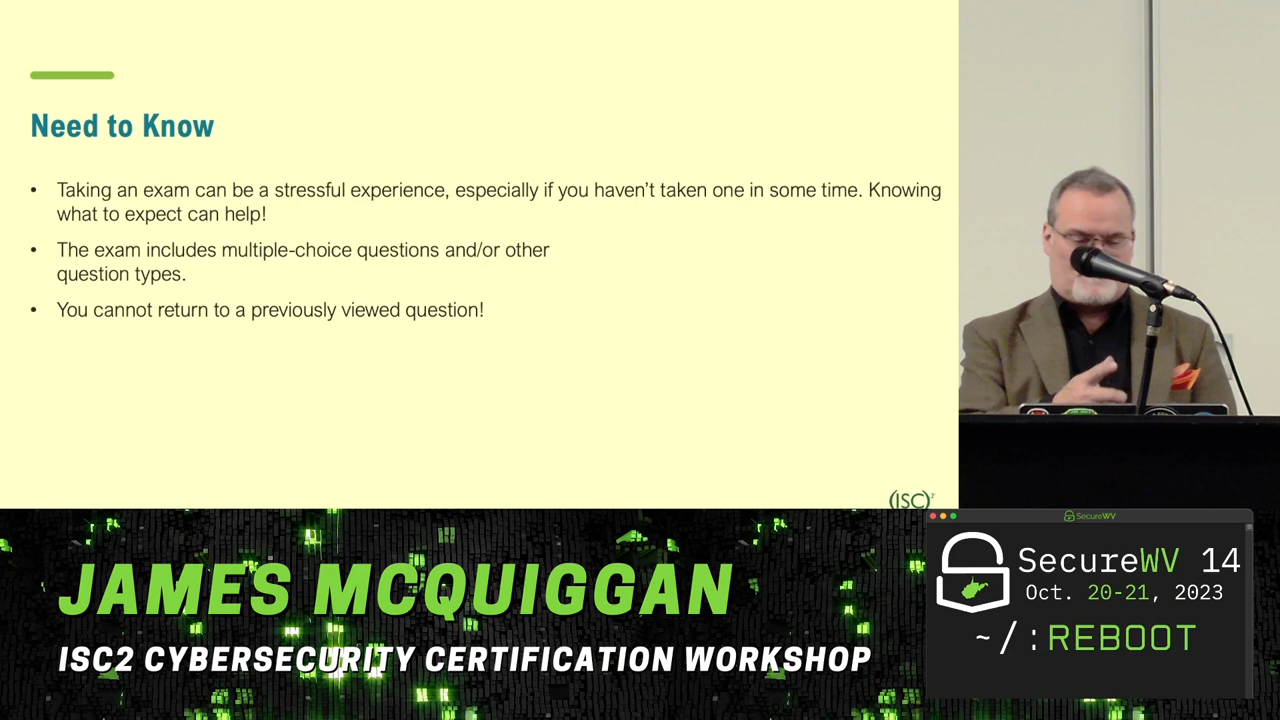 Need to Know
• Taking an exam can be a stressful experience, especially if you haven’t taken one in some time. Knowing
what to expect can help!
• The exam includes multiple-choice questions and/or other
question types.
• You cannot return to a previously viewed question!
(ISC)²
JAMES MCQUIGGAN
ISC2 CYBERSECURITY CERTIFICATION WORKSHOP
SecureWV
SecureWV 14
Oct. 20-21, 2023
~/:REBOOT